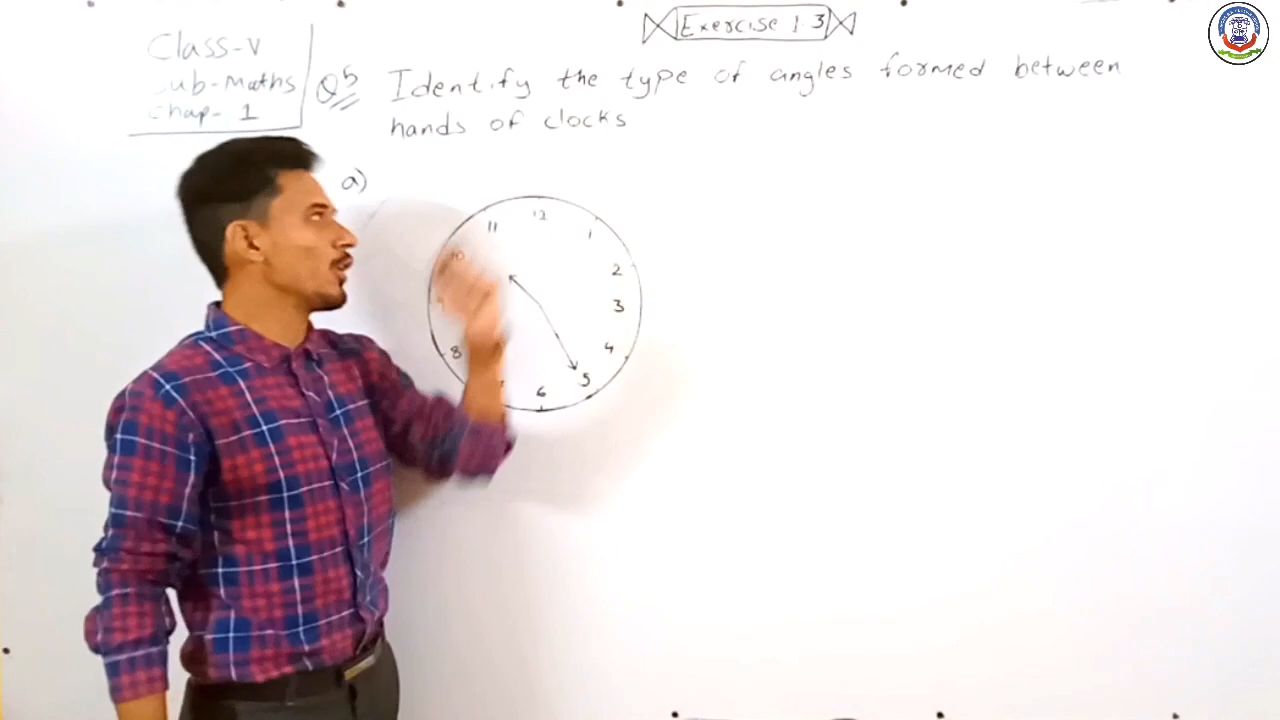 Exercise 1.3
Class-V
Sub-Maths
Chap- 1
Q5 Identify the type of angles formed between
hands of clocks
a)
12
11
1
10
2
3
8
4
5
6